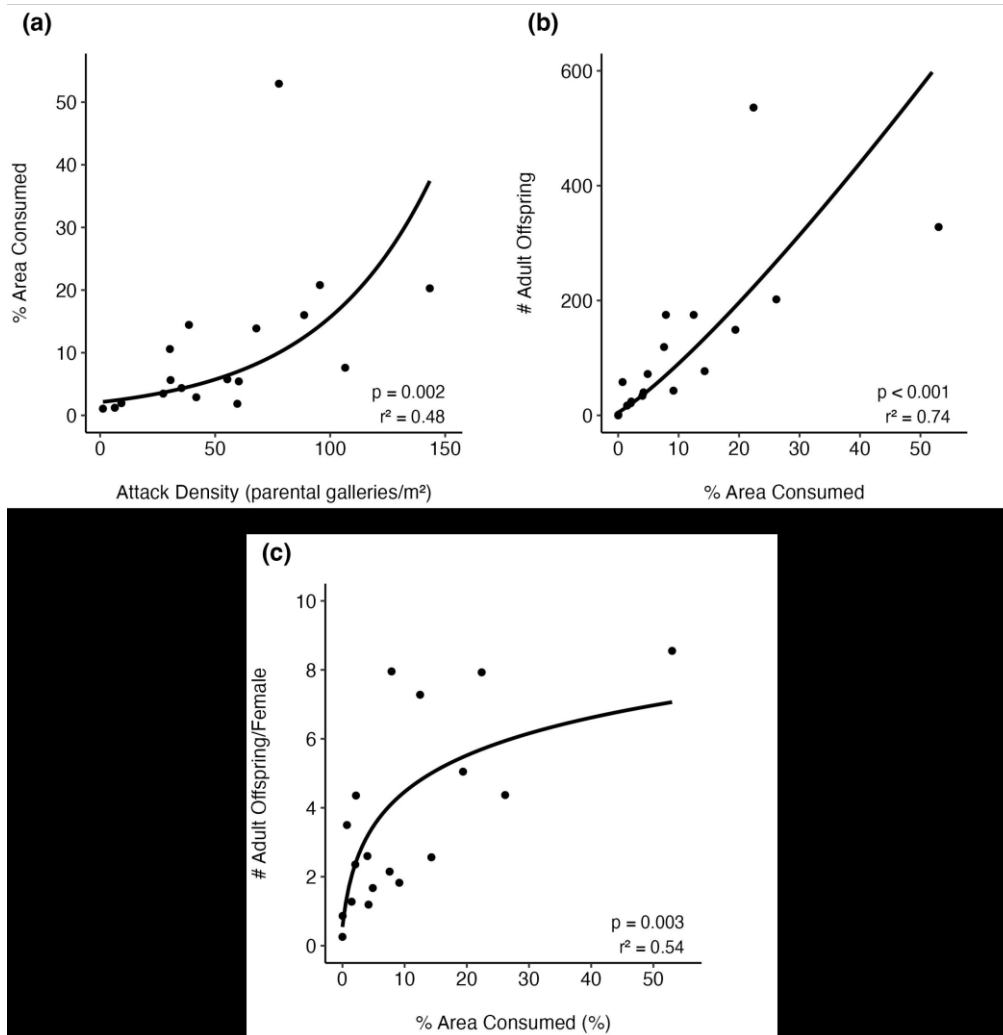 (a)
% Area Consumed
50
40
30
20
10
0
p = 0.002
r² = 0.48
0 50 100 150
Attack Density (parental galleries/m²)
(b)
# Adult Offspring
600
400
200
0
p < 0.001
r² = 0.74
0 10 20 30 40 50
% Area Consumed
(c)
# Adult Offspring/Female
10
8
6
4
2
0
p = 0.003
r² = 0.54
0 10 20 30 40 50
% Area Consumed (%)